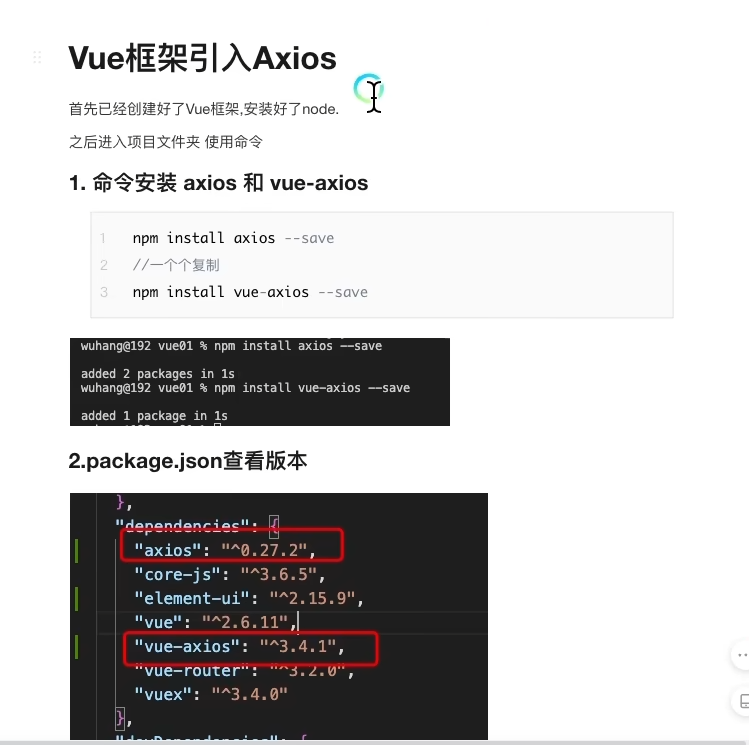 Vue框架引入Axios
首先已经创建好了Vue框架,安装好了node.
之后进入项目文件夹 使用命令
1. 命令安装 axios 和 vue-axios
1 npm install axios --save
2 //一个个复制
3 npm install vue-axios --save
wuhang@192 vue01 % npm install axios --save
added 2 packages in 1s
wuhang@192 vue01 % npm install vue-axios --save
added 1 package in 1s
2.package.json查看版本
},
"dependencies": {
"axios": "^0.27.2",
"core-js": "^3.6.5",
"element-ui": "^2.15.9",
"vue": "^2.6.11",
"vue-axios": "^3.4.1",
"vue-router": "^3.2.0",
"vuex": "^3.4.0"
},
"devDependencies": {